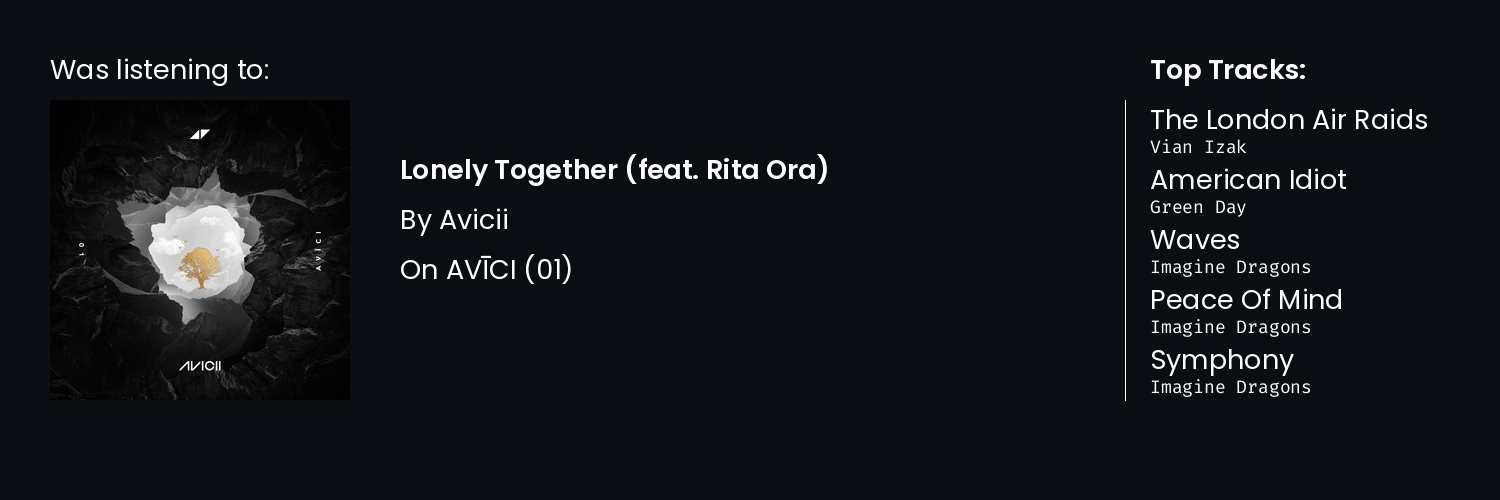 Was listening to:
01
AVĪCI
AVICII
Lonely Together (feat. Rita Ora)
By Avicii
On AVĪCI (01)
Top Tracks:
The London Air Raids
Vian Izak
American Idiot
Green Day
Waves
Imagine Dragons
Peace Of Mind
Imagine Dragons
Symphony
Imagine Dragons